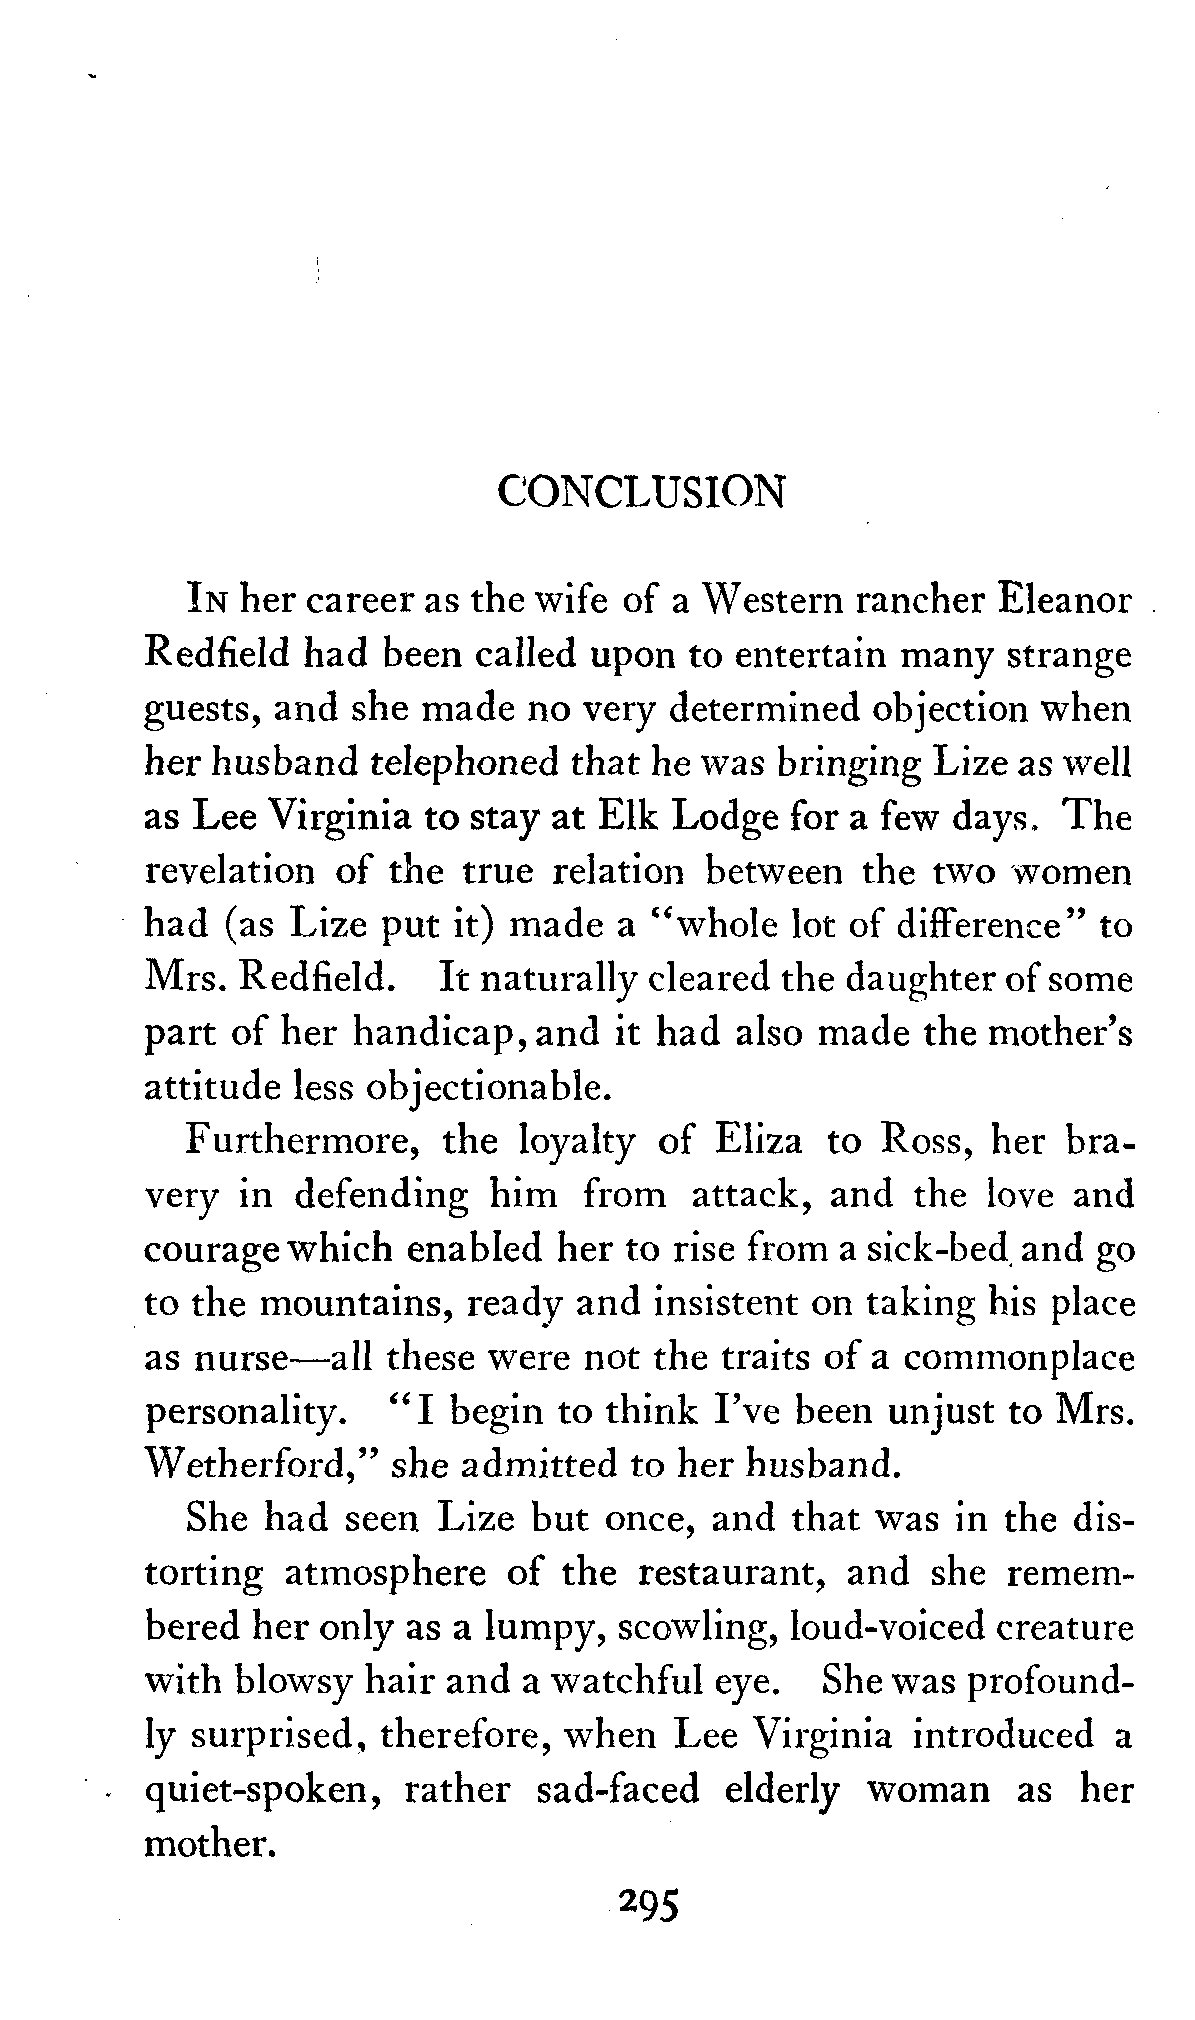 CONCLUSION
IN her career as the wife of a Western rancher Eleanor
Redfield had been called upon to entertain many strange
guests, and she made no very determined objection when
her husband telephoned that he was bringing Lize as well
as Lee Virginia to stay at Elk Lodge for a few days. The
revelation of the true relation between the two women
had (as Lize put it) made a "whole lot of difference" to
Mrs. Redfield. It naturally cleared the daughter of some
part of her handicap, and it had also made the mother's
attitude less objectionable.
Furthermore, the loyalty of Eliza to Ross, her bra-
very in defending him from attack, and the love and
courage which enabled her to rise from a sick-bed and go
to the mountains, ready and insistent on taking his place
as nurse—all these were not the traits of a commonplace
personality. "I begin to think I've been unjust to Mrs.
Wetherford," she admitted to her husband.
She had seen Lize but once, and that was in the dis-
torting atmosphere of the restaurant, and she remem-
bered her only as a lumpy, scowling, loud-voiced creature
with blowsy hair and a watchful eye. She was profound-
ly surprised, therefore, when Lee Virginia introduced a
quiet-spoken, rather sad-faced elderly woman as her
mother.
295